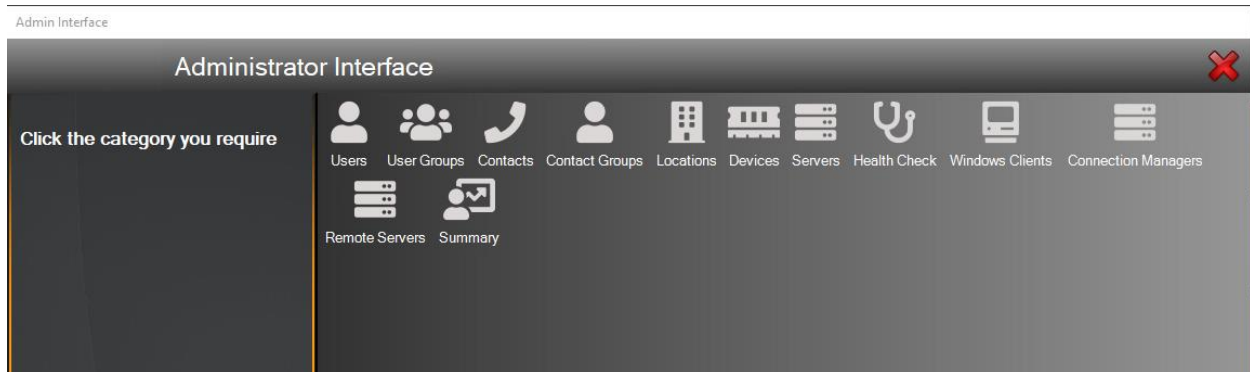 Admin Interface
Administrator Interface
Click the category you require
Users User Groups Contacts Contact Groups Locations Devices Servers Health Check Windows Clients Connection Managers
Remote Servers Summary